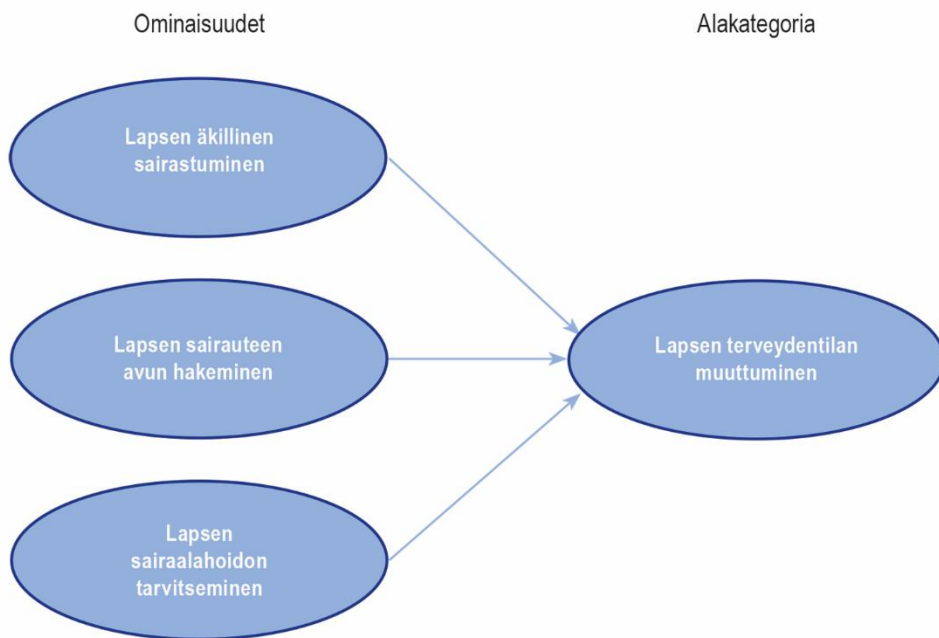 Ominaisuudet
Alakategoria
Lapsen äkillinen
sairastuminen
Lapsen sairauteen
avun hakeminen
Lapsen terveydentilan
muuttuminen
Lapsen
sairaalahoidon
tarvitseminen